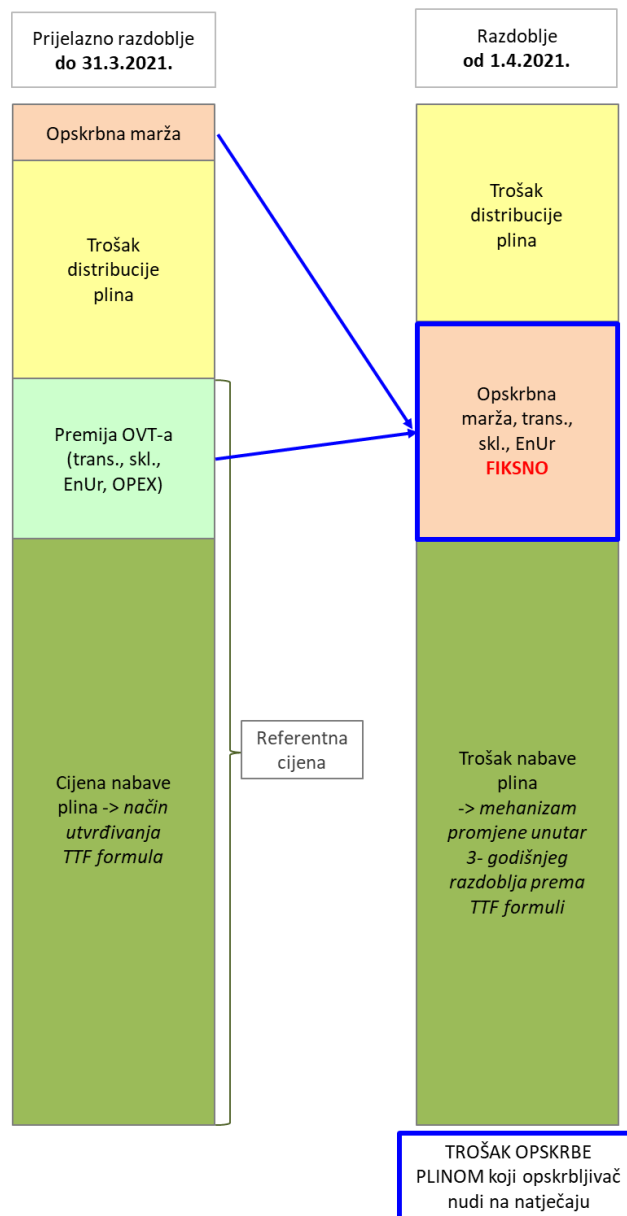 Prijelazno razdoblje
do 31.3.2021.
Opskrbna marža
Trošak
distribucije
plina
Premija OVT-a
(trans., skl.,
EnUr, OPEX)
Cijena nabave
plina -> način
utvrđivanja
TTF formula
Referentna
cijena
Razdoblje
od 1.4.2021.
Trošak
distribucije
plina
Opskrbna
marža, trans.,
skl., EnUr
FIKSNO
Trošak nabave
plina
-> mehanizam
promjene unutar
3- godišnjeg
razdoblja prema
TTF formuli
TROŠAK OPSKRBE
PLINOM koji opskrbljivač
nudi na natječaju